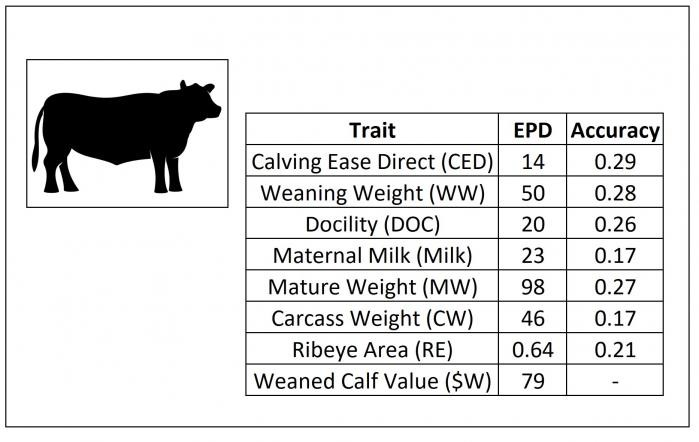 Trait EPD Accuracy
Calving Ease Direct (CED) 14 0.29
Weaning Weight (WW) 50 0.28
Docility (DOC) 20 0.26
Maternal Milk (Milk) 23 0.17
Mature Weight (MW) 98 0.27
Carcass Weight (CW) 46 0.17
Ribeye Area (RE) 0.64 0.21
Weaned Calf Value ($W) 79 -